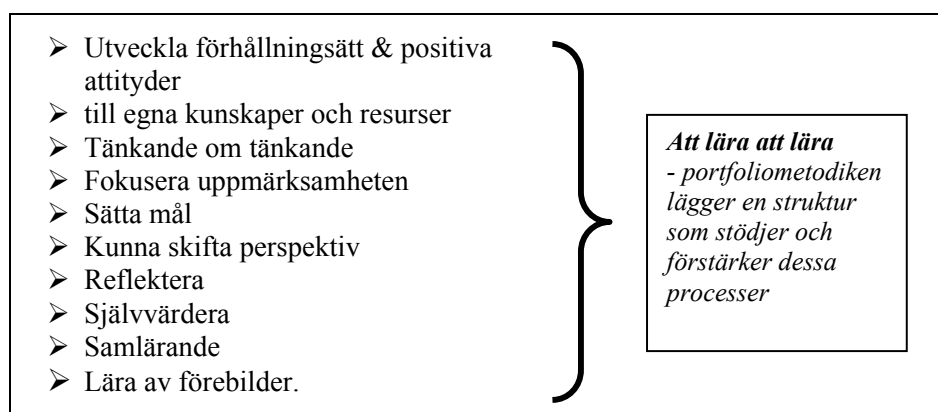 ➢ Utveckla förhållningsätt & positiva
attityder
➢ till egna kunskaper och resurser
➢ Tänkande om tänkande
➢ Fokusera uppmärksamheten
➢ Sätta mål
➢ Kunna skifta perspektiv
➢ Reflektera
➢ Självvärdera
➢ Samlärande
➢ Lära av förebilder.
Att lära att lära
- portfoliometodiken
lägger en struktur
som stödjer och
förstärker dessa
processer